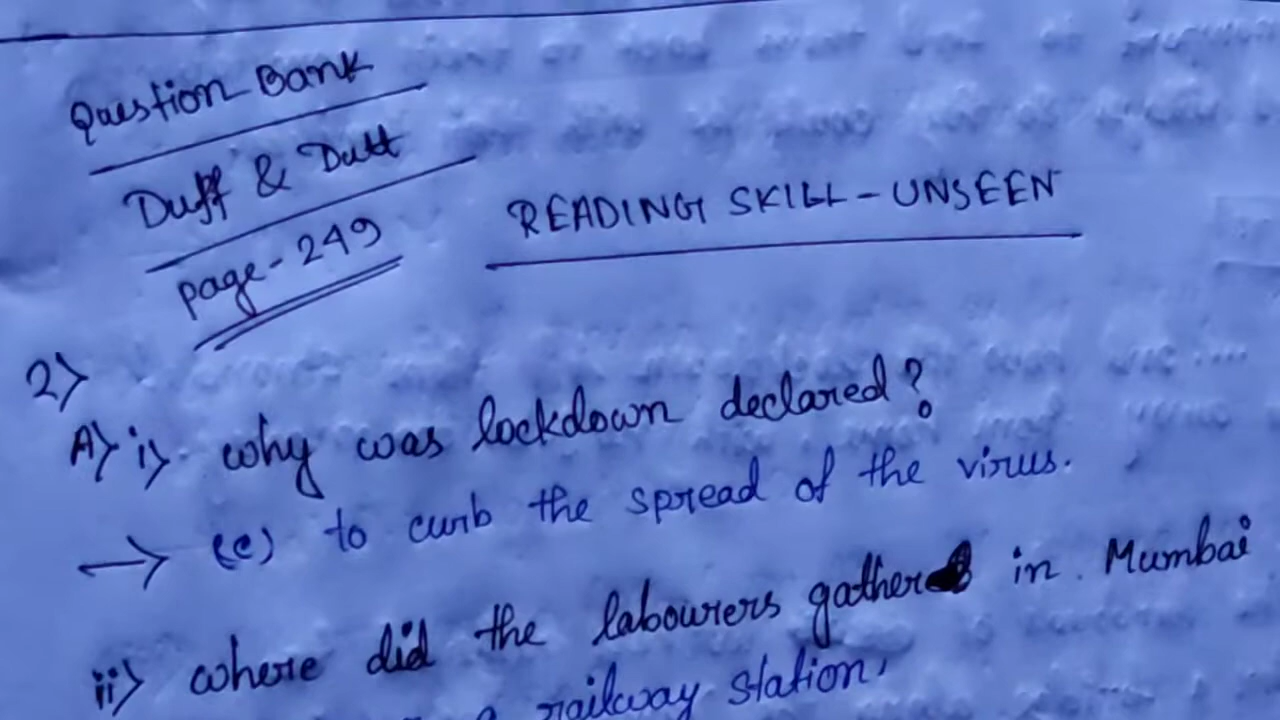 Question Bank
Duff & Dutt
page-249
READING SKILL-UNSEEN
2>
A> i> why was lockdown declared?
→ (c) to curb the spread of the virus.
ii> where did the labourers gather in Mumbai
railway station.